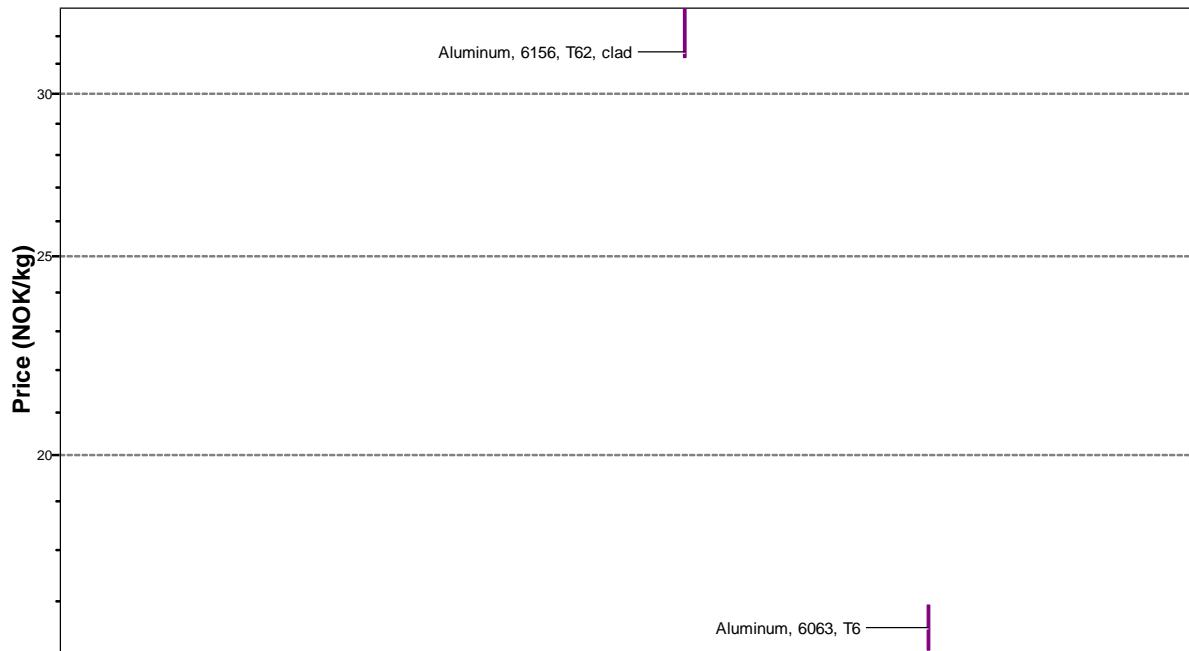 Aluminum, 6156, T62, clad
30
25
Price (NOK/kg)
20
Aluminum, 6063, T6